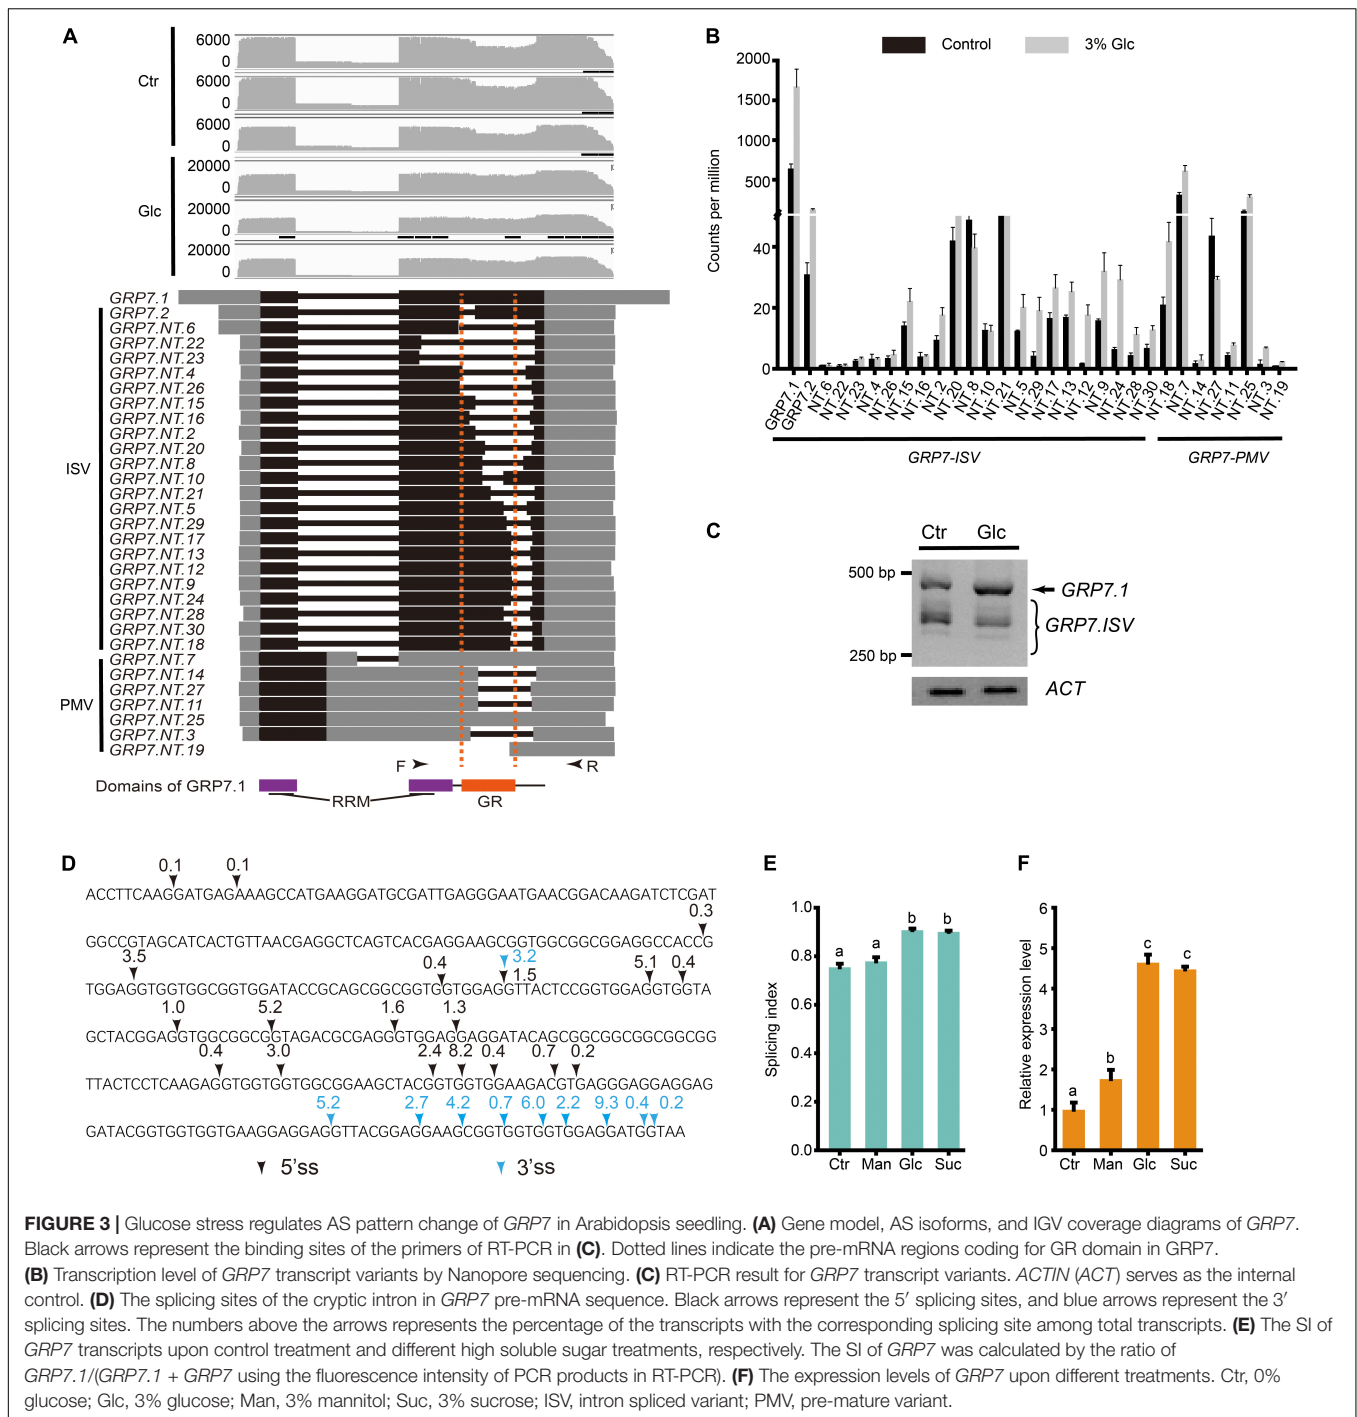 A
Ctr
6000
0
6000
0
6000
0
Glc
20000
0
20000
0
20000
0
GRP7.1
GRP7.2
GRP7.NT.6
GRP7.NT.22
GRP7.NT.23
GRP7.NT.4
GRP7.NT.26
GRP7.NT.15
GRP7.NT.16
GRP7.NT.2
GRP7.NT.20
GRP7.NT.8
GRP7.NT.10
GRP7.NT.21
GRP7.NT.5
GRP7.NT.29
GRP7.NT.17
GRP7.NT.13
GRP7.NT.12
GRP7.NT.9
GRP7.NT.24
GRP7.NT.28
GRP7.NT.30
GRP7.NT.18
GRP7.NT.7
GRP7.NT.14
GRP7.NT.27
GRP7.NT.11
GRP7.NT.25
GRP7.NT.3
GRP7.NT.19
ISV
PMV
F
R
Domains of GRP7.1
RRM
GR
B
Control
3% Glc
Counts per million
2000
1500
1000
500
40
20
0
GRP7.1
GRP7.2
NT.6
NT.22
NT.23
NT.4
NT.26
NT.15
NT.16
NT.2
NT.20
NT.8
NT.10
NT.21
NT.5
NT.29
NT.17
NT.13
NT.12
NT.9
NT.24
NT.28
NT.30
NT.18
NT.7
NT.14
NT.27
NT.11
NT.25
NT.3
NT.19
GRP7-ISV
GRP7-PMV
C
Ctr Glc
500 bp
250 bp
GRP7.1
GRP7.ISV
ACT
D
0.1 0.1
ACCTTCAAGGATGAGAAAGCCATGAAGGATGCGATTGAGGGAATGAACGGACAAGATCTCGAT
0.3
GGCCGTAGCATCACTGTTAACGAGGCTCAGTCACGAGGAAGCGGTGGCGGCGGAGGCCACCG
3.5 0.4 3.2 1.5 5.1 0.4
TGGAGGTGGTGGCGGTGGATACCGCAGCGGCGGTGGTGGAGGTTACTCCGGTGGAGGTGGTA
1.0 5.2 1.6 1.3
GCTACGGAGGTGGCGGCGGTAGACGCGAGGGTGGAGGAGGATACAGCGGCGGCGGCGGCGG
0.4 3.0 2.4 8.2 0.4 0.7 0.2
TTACTCCTCAAGAGGTGGTGGTGGCGGAAGCTACGGTGGTGGAAGACGTGAGGGAGGAGGAG
5.2 2.7 4.2 0.7 6.0 2.2 9.3 0.4 0.2
GATACGGTGGTGGTGAAGGAGGAGGTTACGGAGGAAGCGGTGGTGGTGGAGGATGGTAA
5'ss 3'ss
E
Splicing index
1.0
0.8
0.6
0.4
0.2
0.0
a a b b
Ctr Man Glc Suc
F
Relative expression level
6
5
4
2
1
0
a b c c
Ctr Man Glc Suc
FIGURE 3 | Glucose stress regulates AS pattern change of GRP7 in Arabidopsis seedling. (A) Gene model, AS isoforms, and IGV coverage diagrams of GRP7.
Black arrows represent the binding sites of the primers of RT-PCR in (C). Dotted lines indicate the pre-mRNA regions coding for GR domain in GRP7.
(B) Transcription level of GRP7 transcript variants by Nanopore sequencing. (C) RT-PCR result for GRP7 transcript variants. ACTIN (ACT) serves as the internal
control. (D) The splicing sites of the cryptic intron in GRP7 pre-mRNA sequence. Black arrows represent the 5′ splicing sites, and blue arrows represent the 3′
splicing sites. The numbers above the arrows represents the percentage of the transcripts with the corresponding splicing site among total transcripts. (E) The SI of
GRP7 transcripts upon control treatment and different high soluble sugar treatments, respectively. The SI of GRP7 was calculated by the ratio of
GRP7.1/(GRP7.1 + GRP7 using the fluorescence intensity of PCR products in RT-PCR). (F) The expression levels of GRP7 upon different treatments. Ctr, 0%
glucose; Glc, 3% glucose; Man, 3% mannitol; Suc, 3% sucrose; ISV, intron spliced variant; PMV, pre-mature variant.